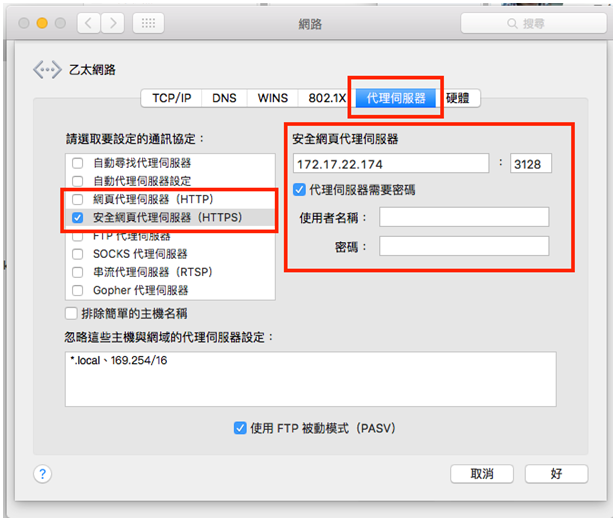 網路
搜尋
乙太網路
TCP/IP DNS WINS 802.1X 代理伺服器 硬體
請選取要設定的通訊協定：
自動尋找代理伺服器
自動代理伺服器設定
網頁代理伺服器（HTTP）
安全網頁代理伺服器（HTTPS）
FTP 代理伺服器
SOCKS 代理伺服器
串流代理伺服器（RTSP）
Gopher 代理伺服器
排除簡單的主機名稱
安全網頁代理伺服器
172.17.22.174 : 3128
代理伺服器需要密碼
使用者名稱：
密碼：
忽略這些主機與網域的代理伺服器設定：
*.local、169.254/16
使用 FTP 被動模式（PASV）
? 取消 好